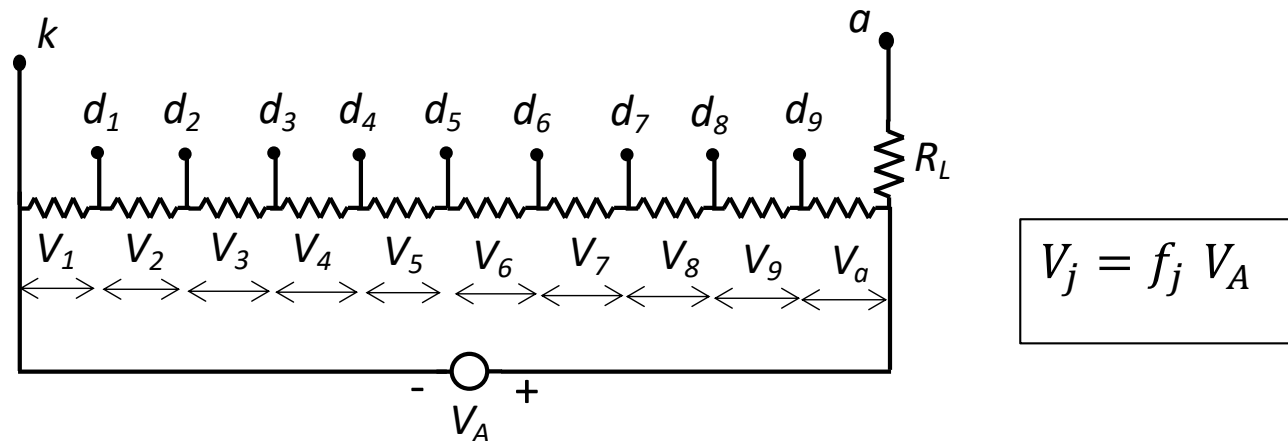 k a
d1 d2 d3 d4 d5 d6 d7 d8 d9
RL
V1 V2 V3 V4 V5 V6 V7 V8 V9 Va
Vj = fj VA
- +
VA